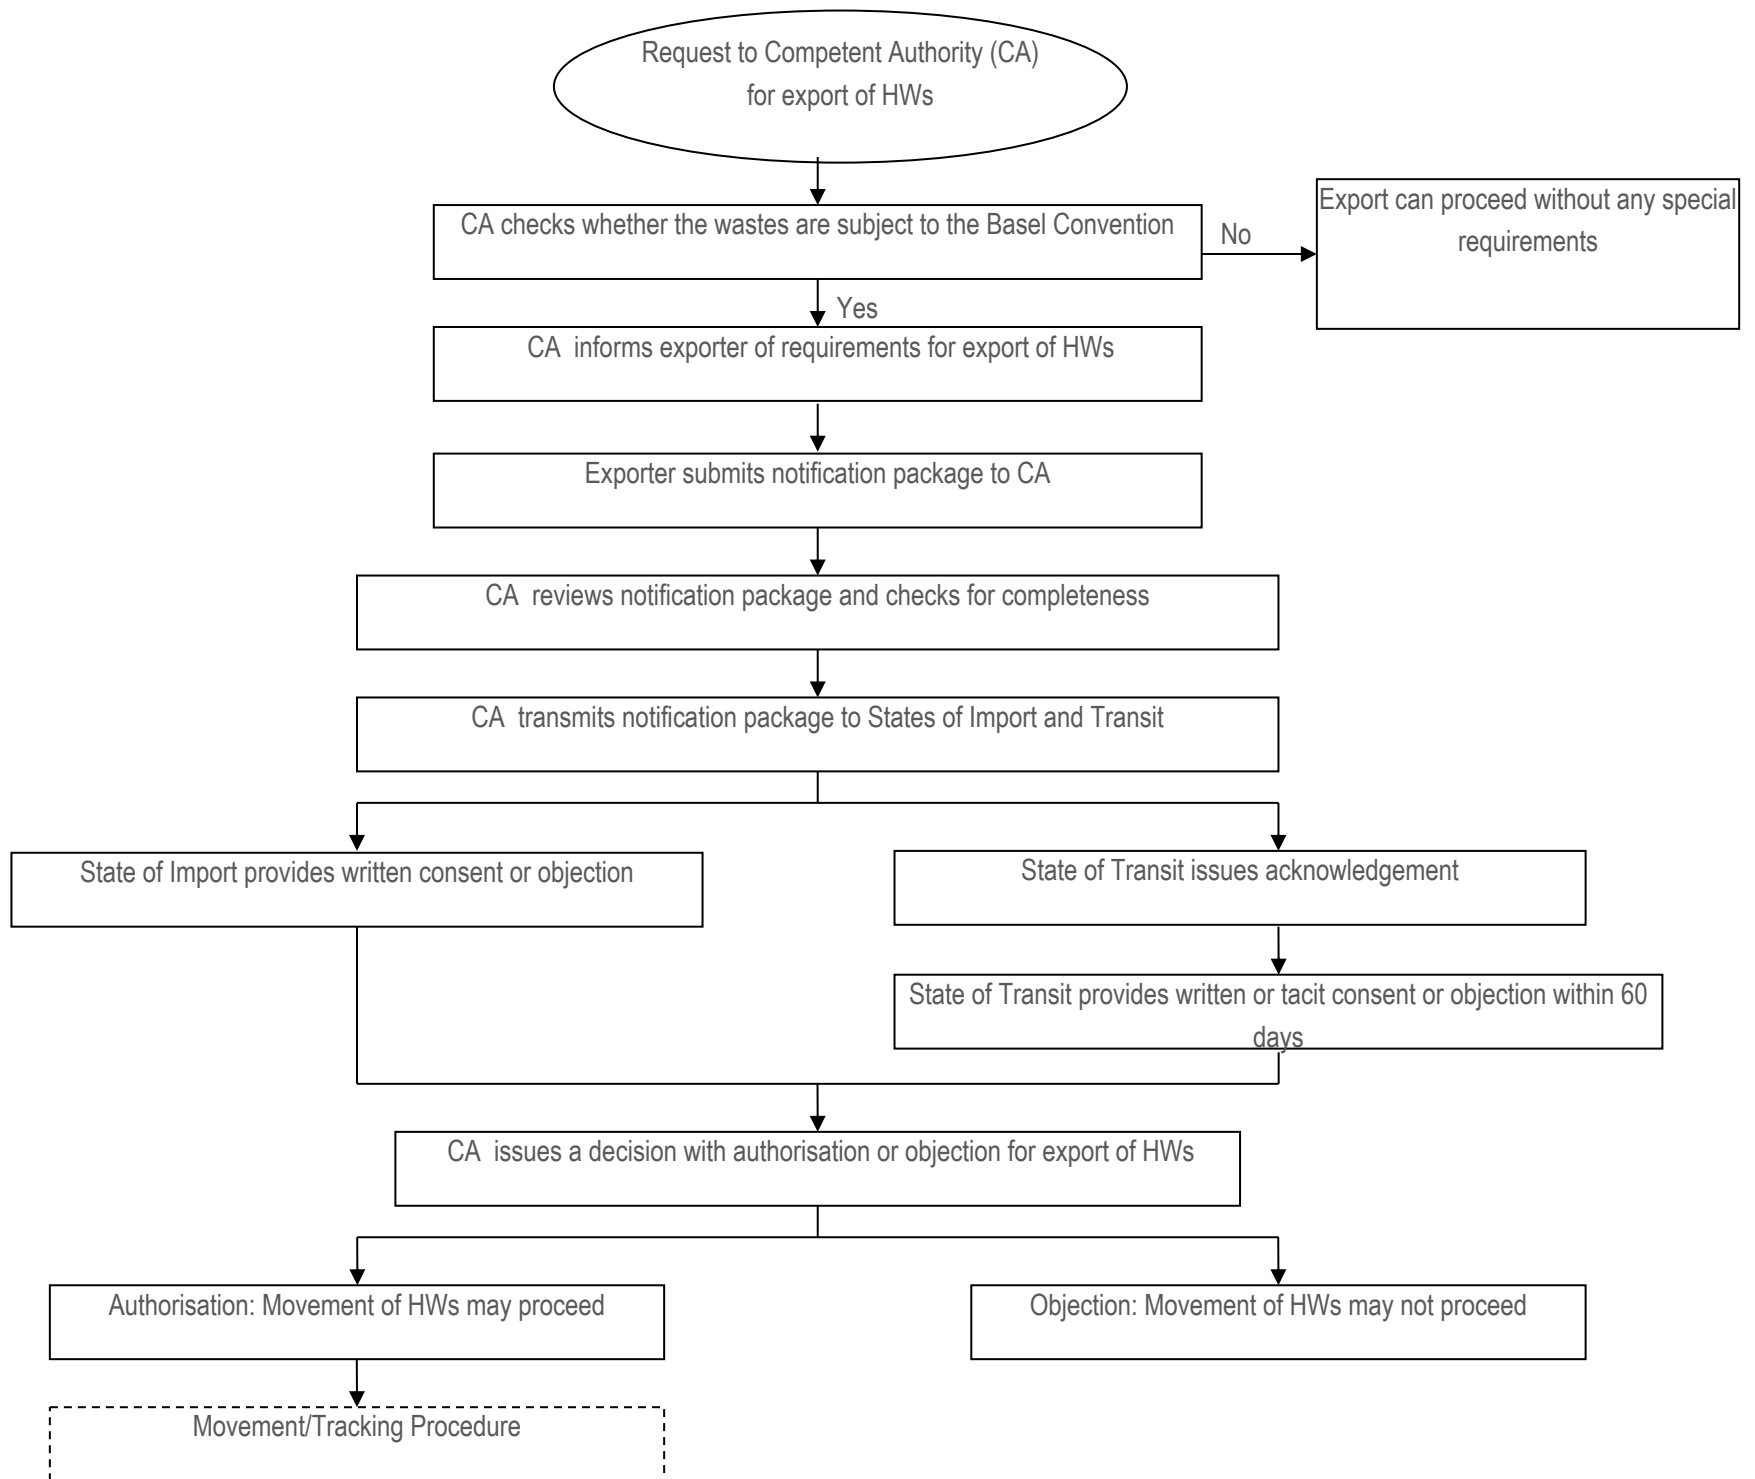 Request to Competent Authority (CA)
for export of HWs
CA checks whether the wastes are subject to the Basel Convention
No
Export can proceed without any special
requirements
Yes
CA informs exporter of requirements for export of HWs
Exporter submits notification package to CA
CA reviews notification package and checks for completeness
CA transmits notification package to States of Import and Transit
State of Import provides written consent or objection
State of Transit issues acknowledgement
State of Transit provides written or tacit consent or objection within 60
days
CA issues a decision with authorisation or objection for export of HWs
Authorisation: Movement of HWs may proceed
Objection: Movement of HWs may not proceed
Movement/Tracking Procedure